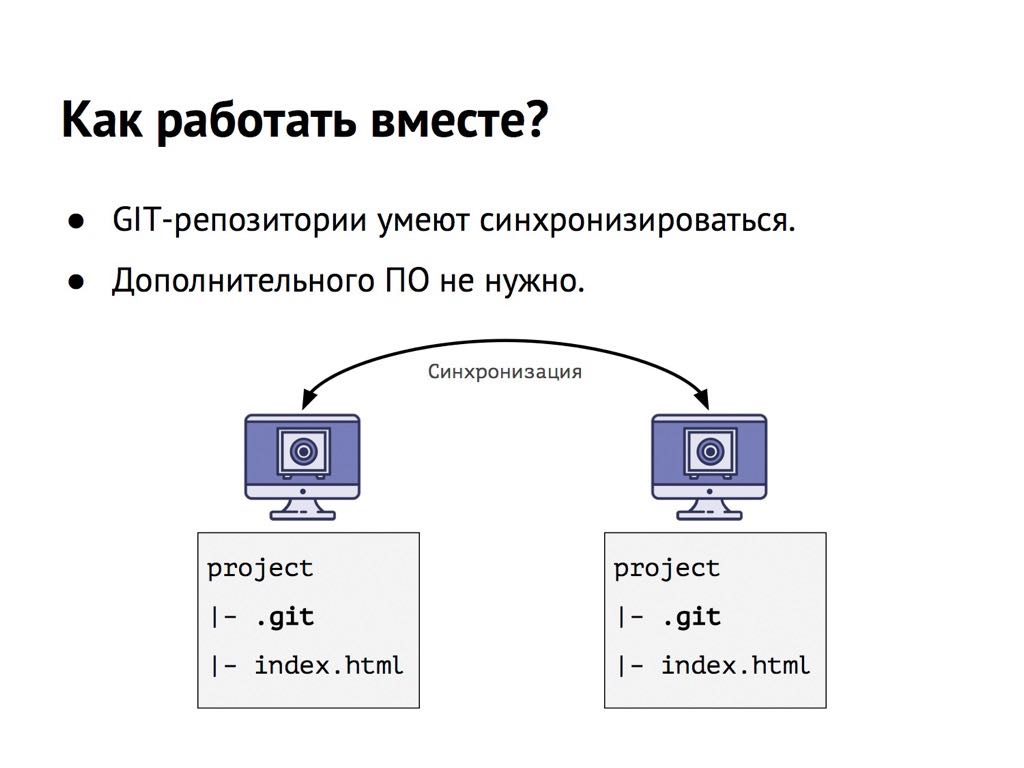 Как работать вместе?
● GIT-репозитории умеют синхронизироваться.
● Дополнительного ПО не нужно.
Синхронизация
project
|- .git
|- index.html
project
|- .git
|- index.html